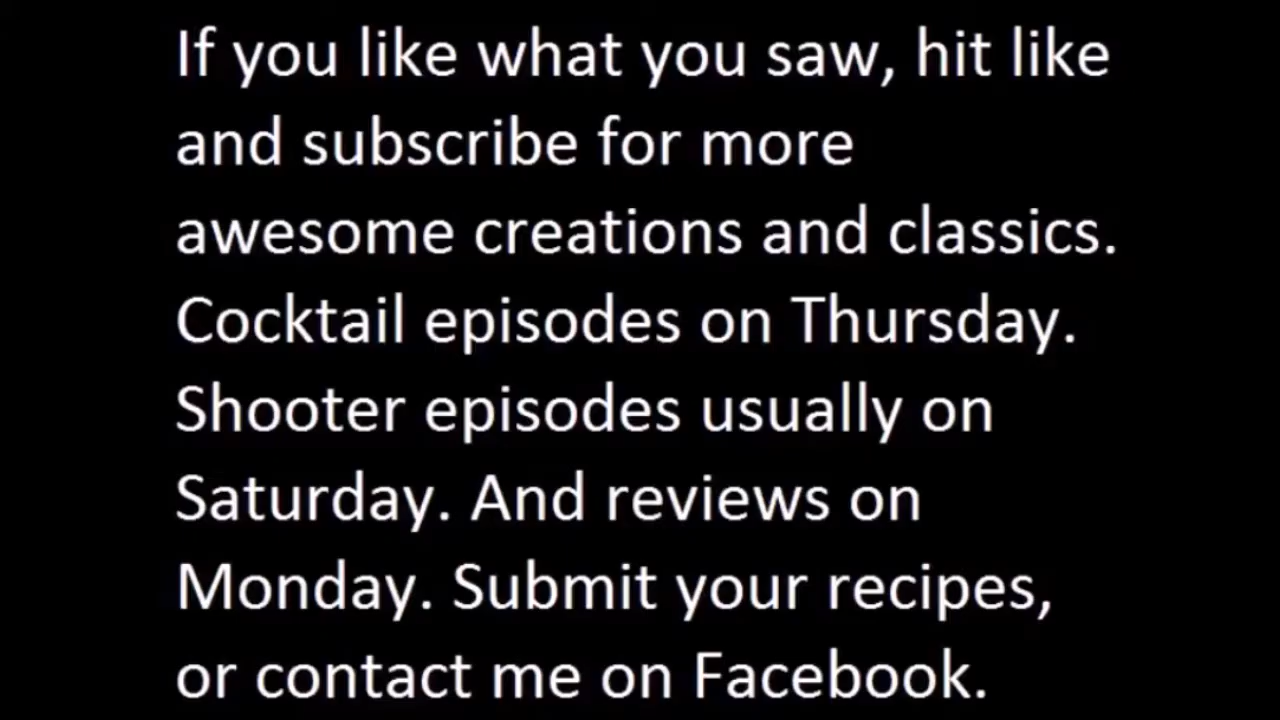 If you like what you saw, hit like
and subscribe for more
awesome creations and classics.
Cocktail episodes on Thursday.
Shooter episodes usually on
Saturday. And reviews on
Monday. Submit your recipes,
or contact me on Facebook.